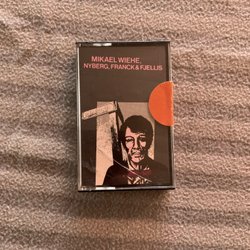 MIKAEL WIEHE,
NYBERG, FRANCK & FJELLIS